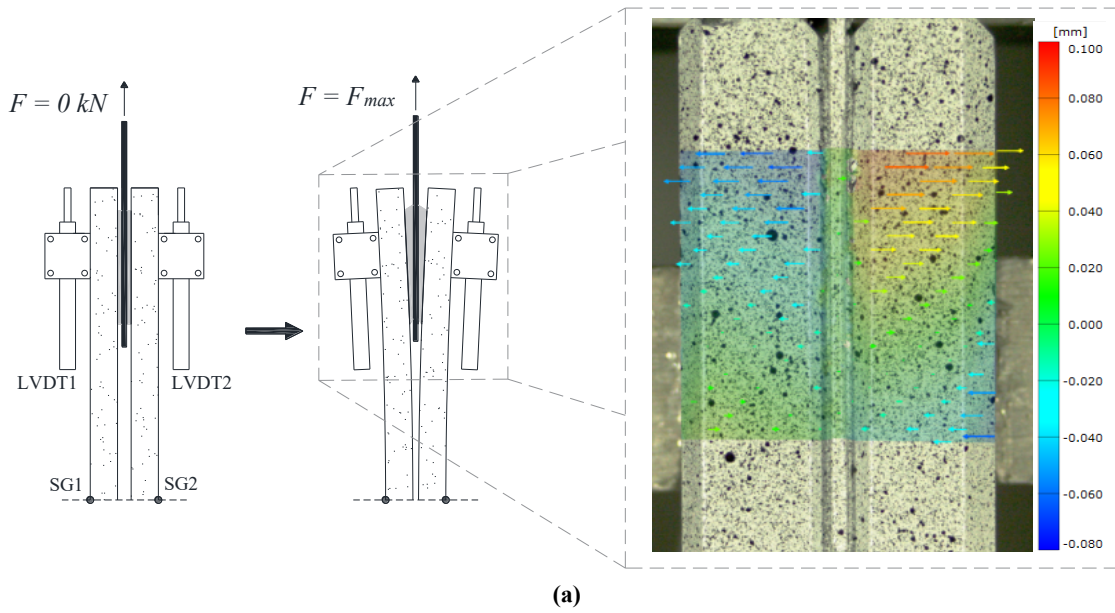 F = 0 kN
F = Fmax
LVDT1
LVDT2
SG1
SG2
[mm]
0.100
0.080
0.060
0.040
0.020
0.000
-0.020
-0.040
-0.060
-0.080
(a)